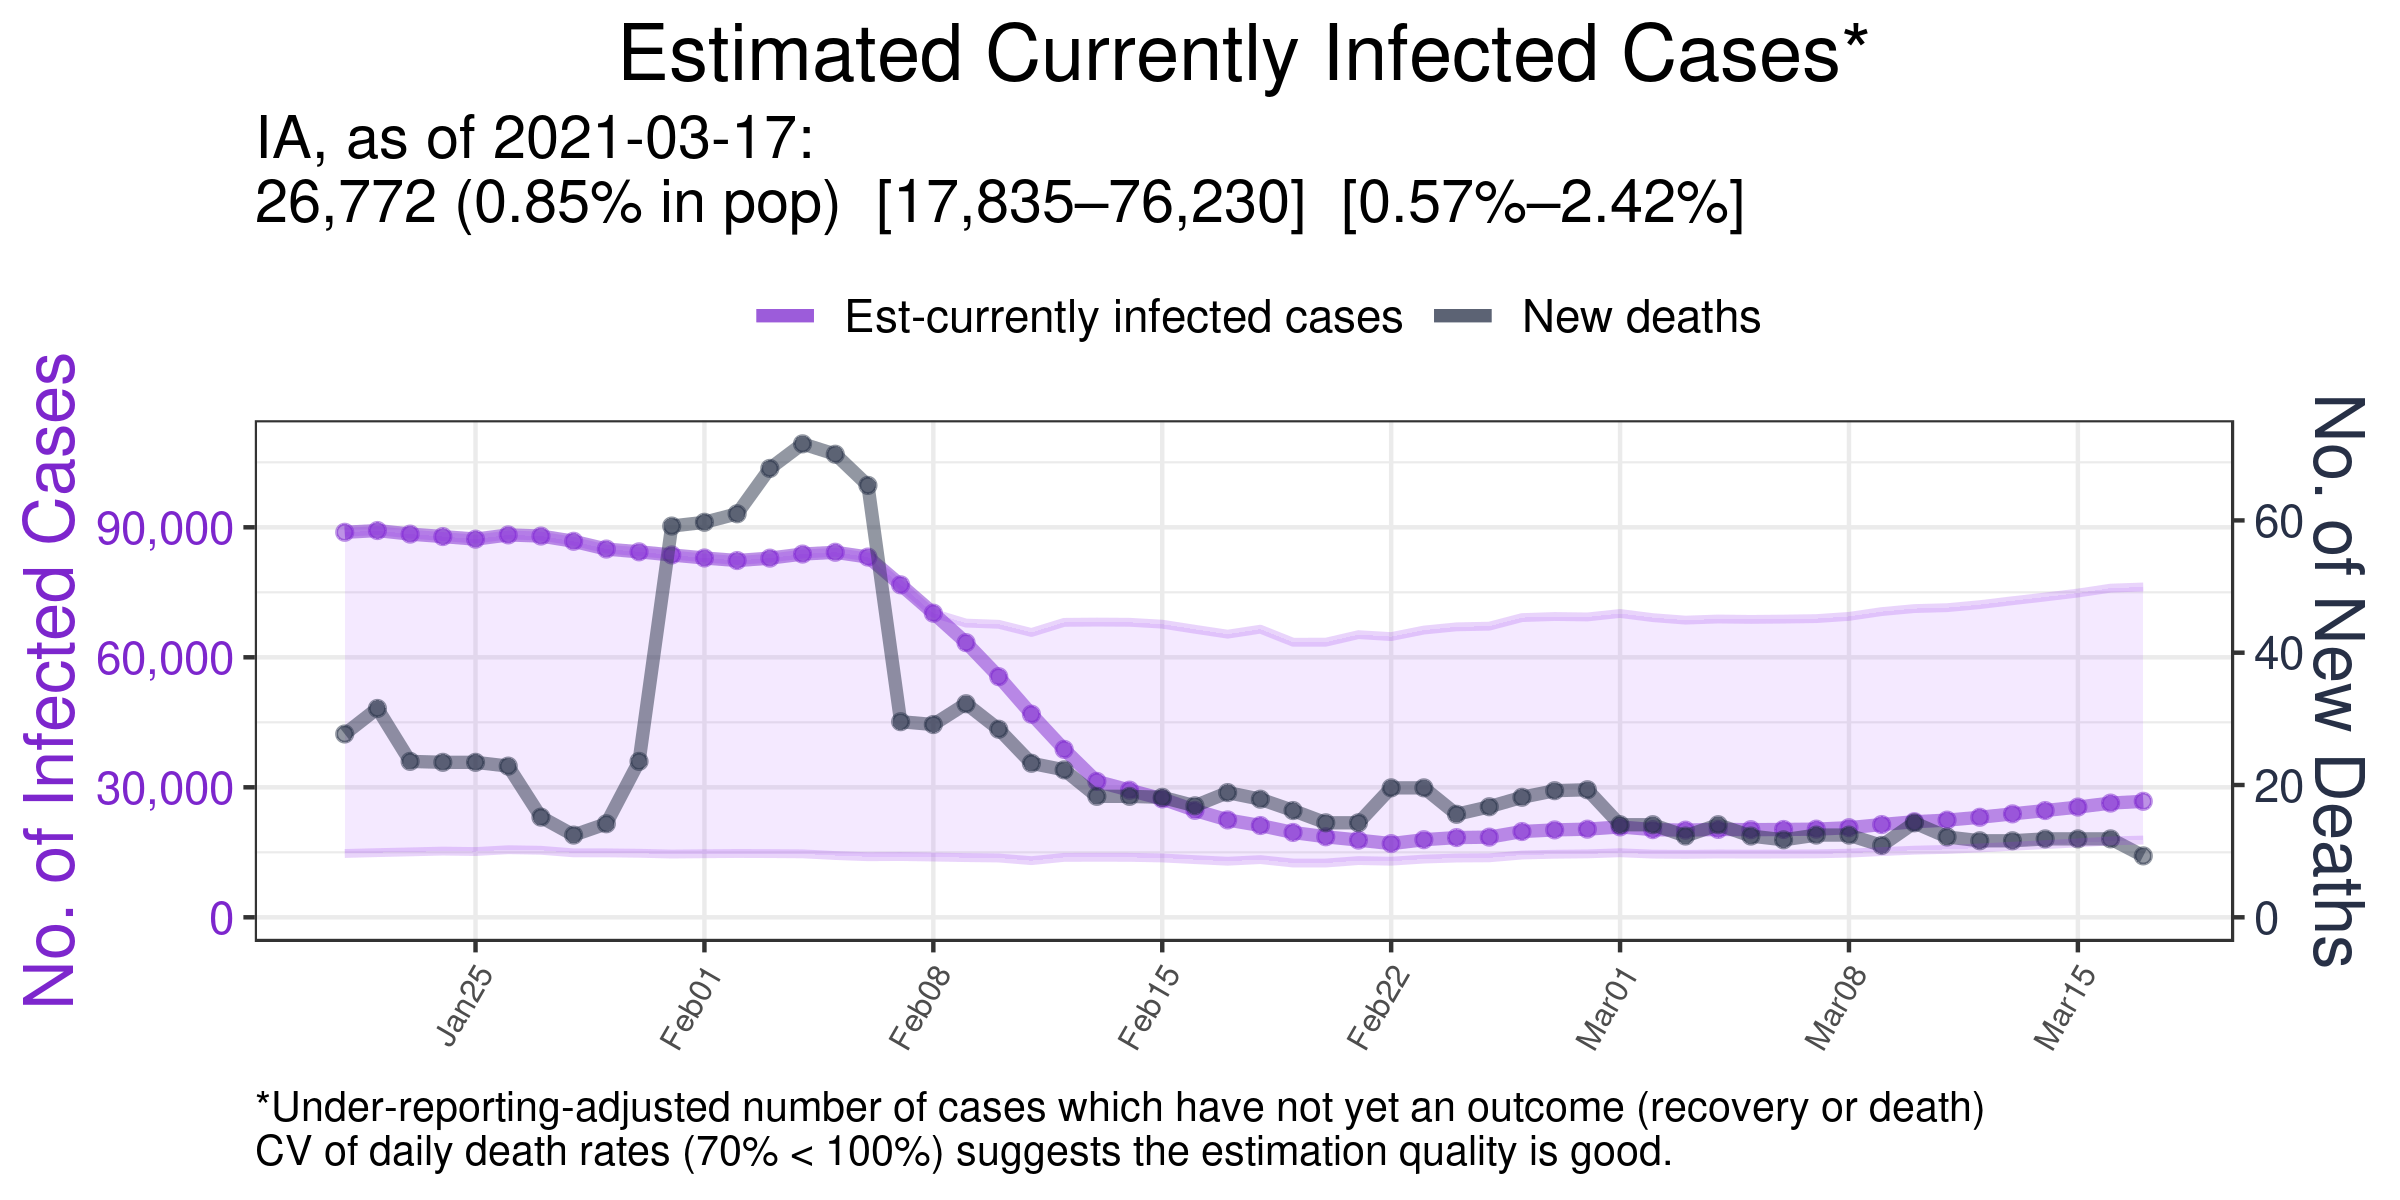 Estimated Currently Infected Cases*
IA, as of 2021-03-17:
26,772 (0.85% in pop)  [17,835–76,230]  [0.57%–2.42%]
Est-currently infected cases
New deaths
No. of Infected Cases
90,000
60,000
30,000
0
No. of New Deaths
60
40
20
0
Jan25
Feb01
Feb08
Feb15
Feb22
Mar01
Mar08
Mar15
*Under-reporting-adjusted number of cases which have not yet an outcome (recovery or death)
CV of daily death rates (70% < 100%) suggests the estimation quality is good.